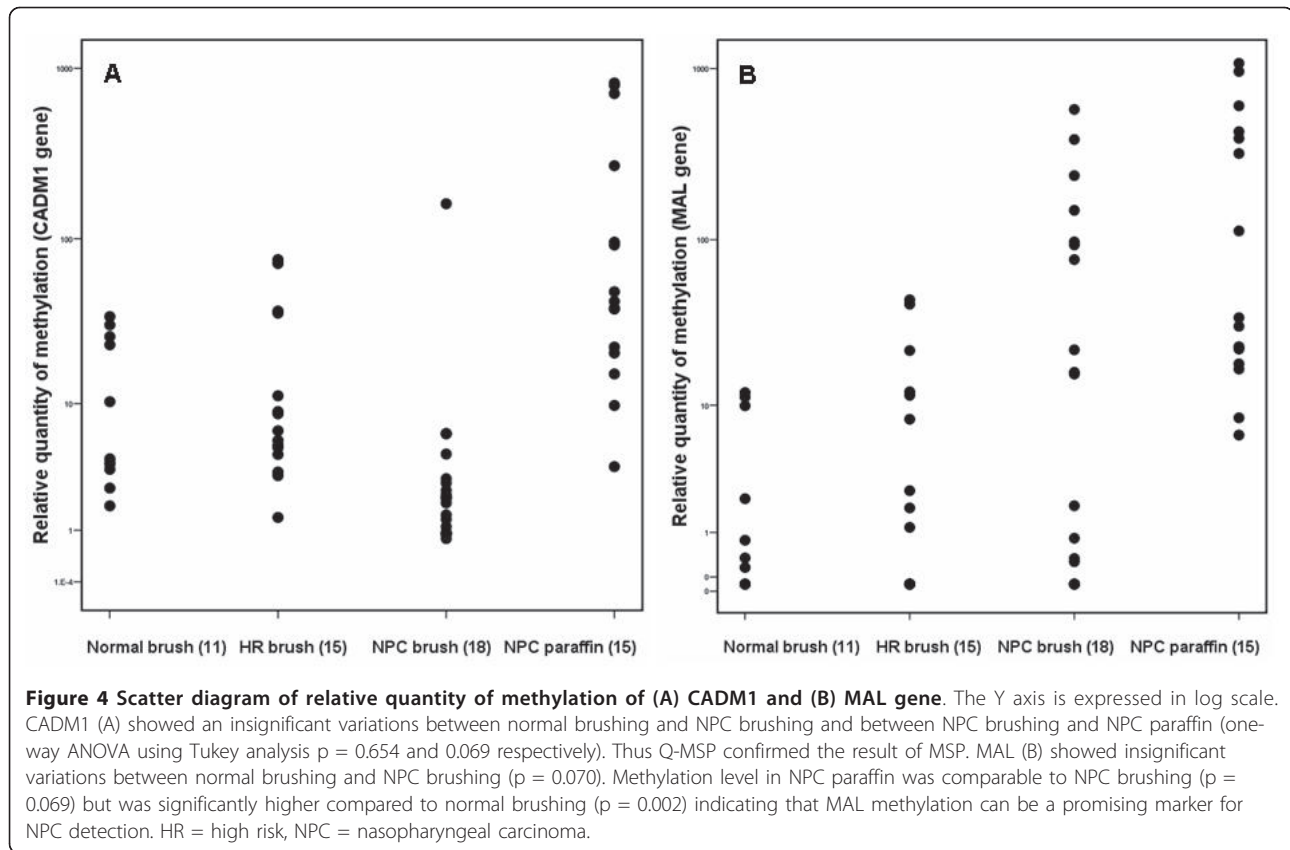 A
Relative quantity of methylation (CADM1 gene)
1000
100
10
1
1.E-4
Normal brush (11) HR brush (15) NPC brush (18) NPC paraffin (15)
B
Relative quantity of methylation (MAL gene)
1000
100
10
1
0
0
Normal brush (11) HR brush (15) NPC brush (18) NPC paraffin (15)
Figure 4 Scatter diagram of relative quantity of methylation of (A) CADM1 and (B) MAL gene. The Y axis is expressed in log scale.
CADM1 (A) showed an insignificant variations between normal brushing and NPC brushing and between NPC brushing and NPC paraffin (one-
way ANOVA using Tukey analysis p = 0.654 and 0.069 respectively). Thus Q-MSP confirmed the result of MSP. MAL (B) showed insignificant
variations between normal brushing and NPC brushing (p = 0.070). Methylation level in NPC paraffin was comparable to NPC brushing (p =
0.069) but was significantly higher compared to normal brushing (p = 0.002) indicating that MAL methylation can be a promising marker for
NPC detection. HR = high risk, NPC = nasopharyngeal carcinoma.